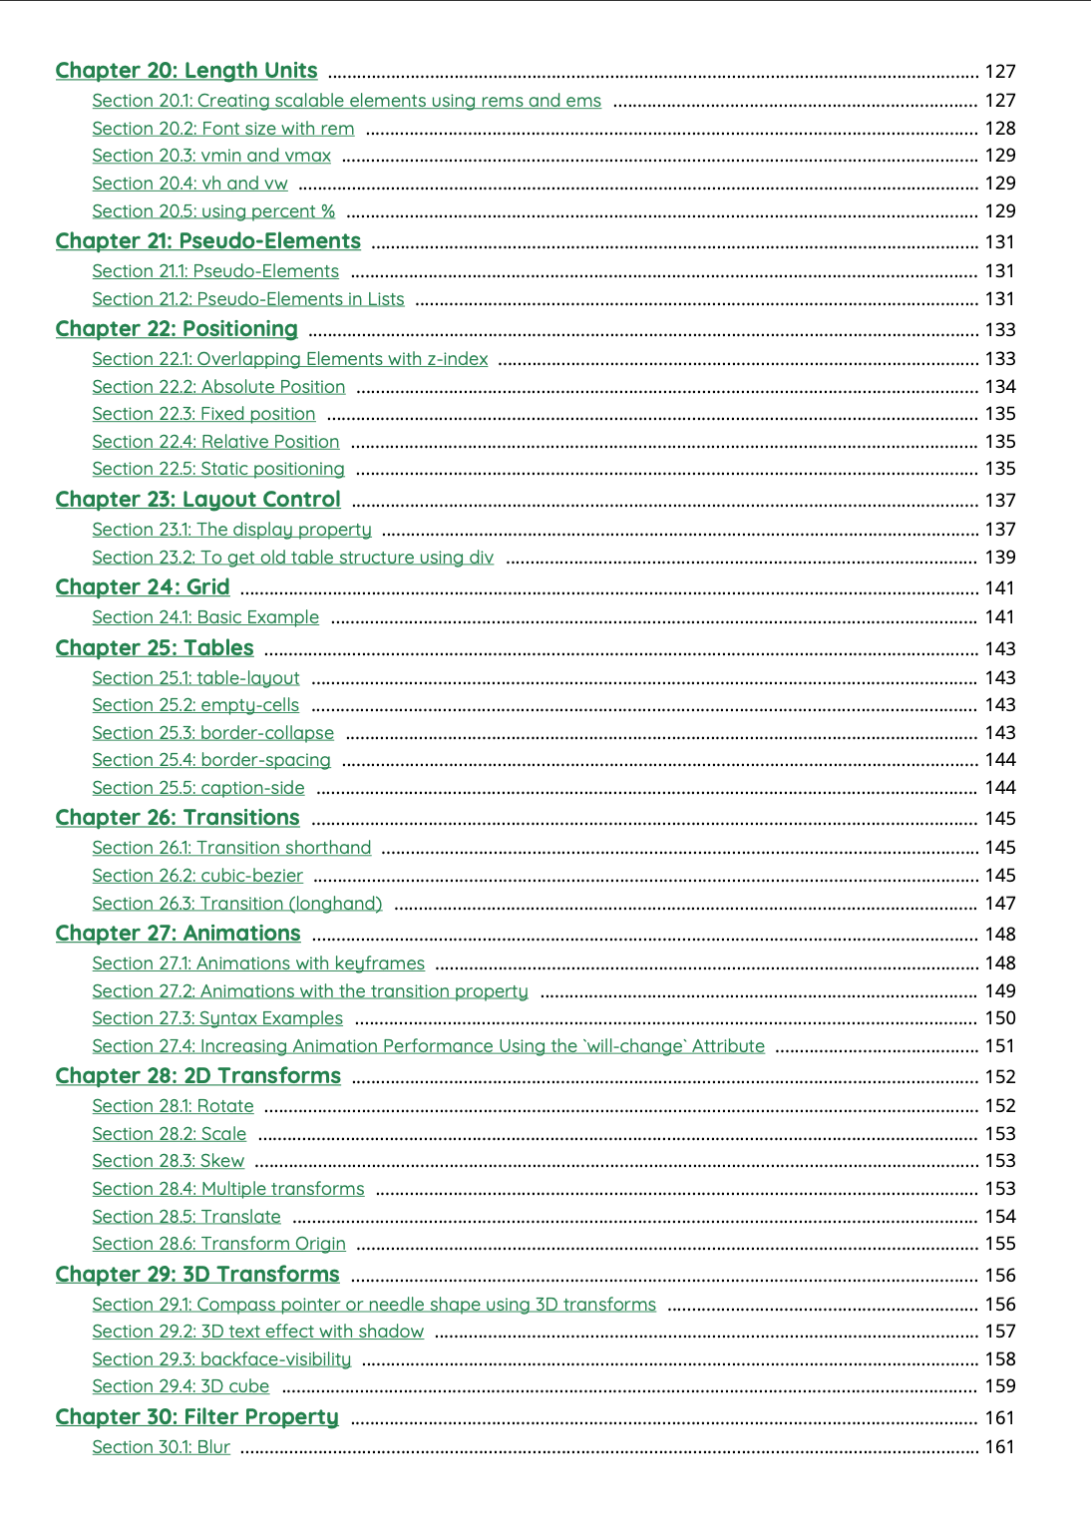 Chapter 20: Length Units ........ 127
Section 20.1: Creating scalable elements using rems and ems ........ 127
Section 20.2: Font size with rem ........ 128
Section 20.3: vmin and vmax ........ 129
Section 20.4: vh and vw ........ 129
Section 20.5: using percent % ........ 129
Chapter 21: Pseudo-Elements ........ 131
Section 21.1: Pseudo-Elements ........ 131
Section 21.2: Pseudo-Elements in Lists ........ 131
Chapter 22: Positioning ........ 133
Section 22.1: Overlapping Elements with z-index ........ 133
Section 22.2: Absolute Position ........ 134
Section 22.3: Fixed position ........ 135
Section 22.4: Relative Position ........ 135
Section 22.5: Static positioning ........ 135
Chapter 23: Layout Control ........ 137
Section 23.1: The display property ........ 137
Section 23.2: To get old table structure using div ........ 139
Chapter 24: Grid ........ 141
Section 24.1: Basic Example ........ 141
Chapter 25: Tables ........ 143
Section 25.1: table-layout ........ 143
Section 25.2: empty-cells ........ 143
Section 25.3: border-collapse ........ 143
Section 25.4: border-spacing ........ 144
Section 25.5: caption-side ........ 144
Chapter 26: Transitions ........ 145
Section 26.1: Transition shorthand ........ 145
Section 26.2: cubic-bezier ........ 145
Section 26.3: Transition (longhand) ........ 147
Chapter 27: Animations ........ 148
Section 27.1: Animations with keyframes ........ 148
Section 27.2: Animations with the transition property ........ 149
Section 27.3: Syntax Examples ........ 150
Section 27.4: Increasing Animation Performance Using the `will-change` Attribute ........ 151
Chapter 28: 2D Transforms ........ 152
Section 28.1: Rotate ........ 152
Section 28.2: Scale ........ 153
Section 28.3: Skew ........ 153
Section 28.4: Multiple transforms ........ 153
Section 28.5: Translate ........ 154
Section 28.6: Transform Origin ........ 155
Chapter 29: 3D Transforms ........ 156
Section 29.1: Compass pointer or needle shape using 3D transforms ........ 156
Section 29.2: 3D text effect with shadow ........ 157
Section 29.3: backface-visibility ........ 158
Section 29.4: 3D cube ........ 159
Chapter 30: Filter Property ........ 161
Section 30.1: Blur ........ 161